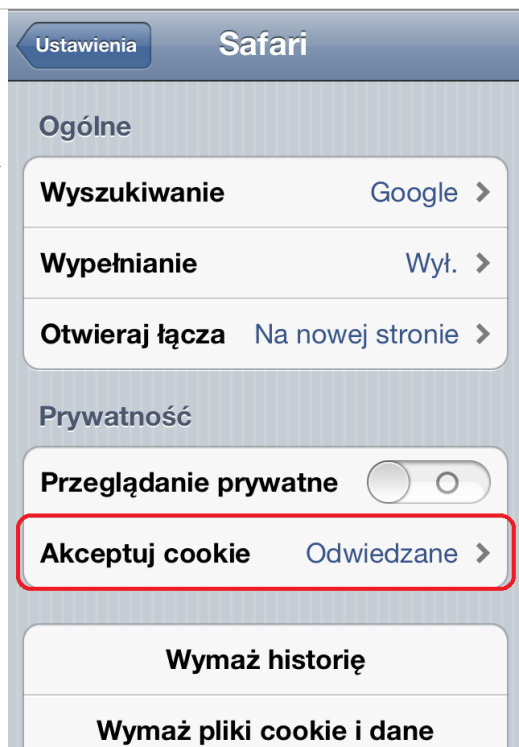 Ustawienia Safari
Ogólne
Wyszukiwanie Google
Wypełnianie Wył.
Otwieraj łącza Na nowej stronie
Prywatność
Przeglądanie prywatne
Akceptuj cookie Odwiedzane
Wymaż historię
Wymaż pliki cookie i dane